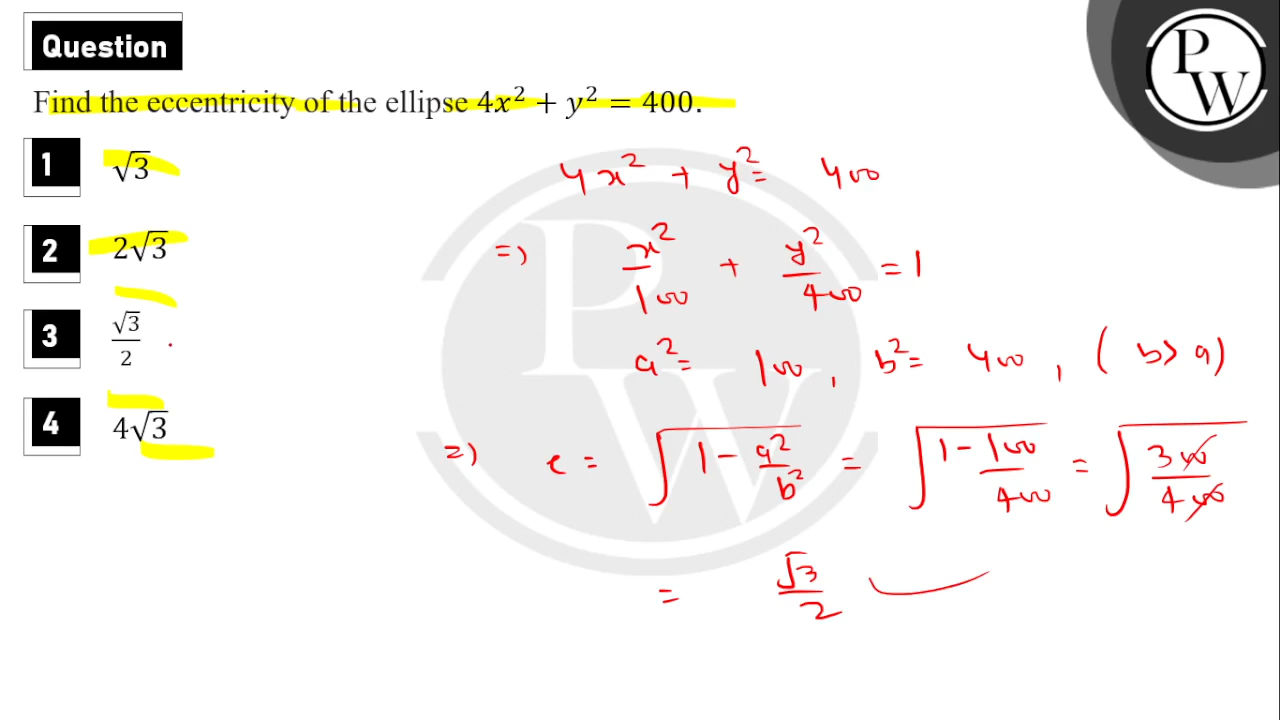 Question
Find the eccentricity of the ellipse 4x² + y² = 400.
1 √3
2 2√3
3 √3/2 .
4 4√3
4x² + y² = 400
=) x²/100 + y²/400 = 1
a² = 100, b² = 400, (b > a)
=) e = √(1 - a²/b²) = √(1 - 100/400) = √(300/400)
= √3/2
PW
PW